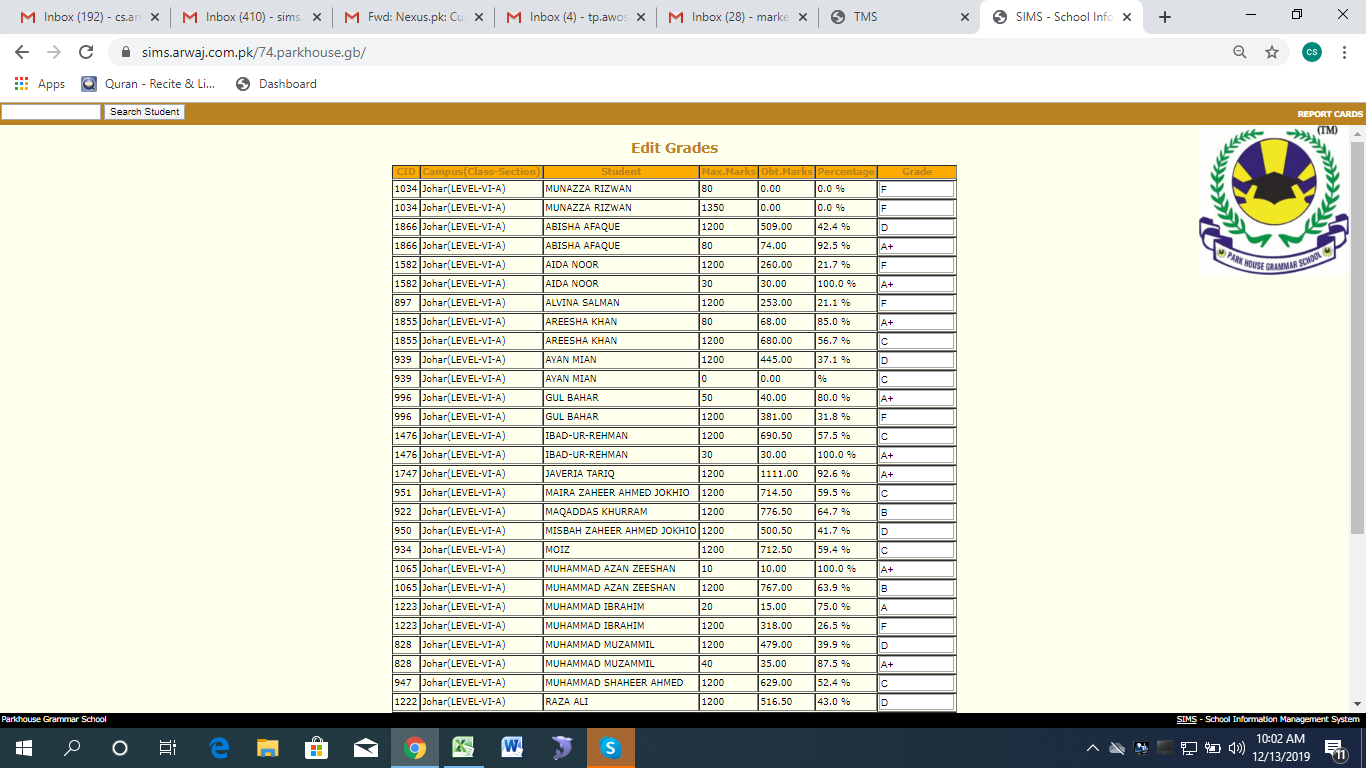 Inbox (192) - cs.arw
Inbox (410) - sims.
Fwd: Nexus.pk: Cus
Inbox (4) - tp.awos
Inbox (28) - marke
TMS
SIMS - School Info
sims.arwaj.com.pk/74.parkhouse.gb/
CS
Apps
Quran - Recite & Li...
Dashboard
Search Student
REPORT CARDS
(TM)
PARK HOUSE GRAMMAR SCHOOL
Edit Grades
CID Campus(Class-Section) Student Max.Marks Obt.Marks Percentage Grade
1034 Johar(LEVEL-VI-A) MUNAZZA RIZWAN 80 0.00 0.0 % F
1034 Johar(LEVEL-VI-A) MUNAZZA RIZWAN 1350 0.00 0.0 % F
1866 Johar(LEVEL-VI-A) ABISHA AFAQUE 1200 509.00 42.4 % D
1866 Johar(LEVEL-VI-A) ABISHA AFAQUE 80 74.00 92.5 % A+
1582 Johar(LEVEL-VI-A) AIDA NOOR 1200 260.00 21.7 % F
1582 Johar(LEVEL-VI-A) AIDA NOOR 30 30.00 100.0 % A+
897 Johar(LEVEL-VI-A) ALVINA SALMAN 1200 253.00 21.1 % F
1855 Johar(LEVEL-VI-A) AREESHA KHAN 80 68.00 85.0 % A+
1855 Johar(LEVEL-VI-A) AREESHA KHAN 1200 680.00 56.7 % C
939 Johar(LEVEL-VI-A) AYAN MIAN 1200 445.00 37.1 % D
939 Johar(LEVEL-VI-A) AYAN MIAN 0 0.00 % C
996 Johar(LEVEL-VI-A) GUL BAHAR 50 40.00 80.0 % A+
996 Johar(LEVEL-VI-A) GUL BAHAR 1200 381.00 31.8 % F
1476 Johar(LEVEL-VI-A) IBAD-UR-REHMAN 1200 690.50 57.5 % C
1476 Johar(LEVEL-VI-A) IBAD-UR-REHMAN 30 30.00 100.0 % A+
1747 Johar(LEVEL-VI-A) JAVERIA TARIQ 1200 1111.00 92.6 % A+
951 Johar(LEVEL-VI-A) MAIRA ZAHEER AHMED JOKHIO 1200 714.50 59.5 % C
922 Johar(LEVEL-VI-A) MAQADDAS KHURRAM 1200 776.50 64.7 % B
950 Johar(LEVEL-VI-A) MISBAH ZAHEER AHMED JOKHIO 1200 500.50 41.7 % D
934 Johar(LEVEL-VI-A) MOIZ 1200 712.50 59.4 % C
1065 Johar(LEVEL-VI-A) MUHAMMAD AZAN ZEESHAN 10 10.00 100.0 % A+
1065 Johar(LEVEL-VI-A) MUHAMMAD AZAN ZEESHAN 1200 767.00 63.9 % B
1223 Johar(LEVEL-VI-A) MUHAMMAD IBRAHIM 20 15.00 75.0 % A
1223 Johar(LEVEL-VI-A) MUHAMMAD IBRAHIM 1200 318.00 26.5 % F
828 Johar(LEVEL-VI-A) MUHAMMAD MUZAMMIL 1200 479.00 39.9 % D
828 Johar(LEVEL-VI-A) MUHAMMAD MUZAMMIL 40 35.00 87.5 % A+
947 Johar(LEVEL-VI-A) MUHAMMAD SHAHEER AHMED 1200 629.00 52.4 % C
1222 Johar(LEVEL-VI-A) RAZA ALI 1200 516.50 43.0 % D
Parkhouse Grammar School
SIMS - School Information Management System
10:02 AM
12/13/2019
11